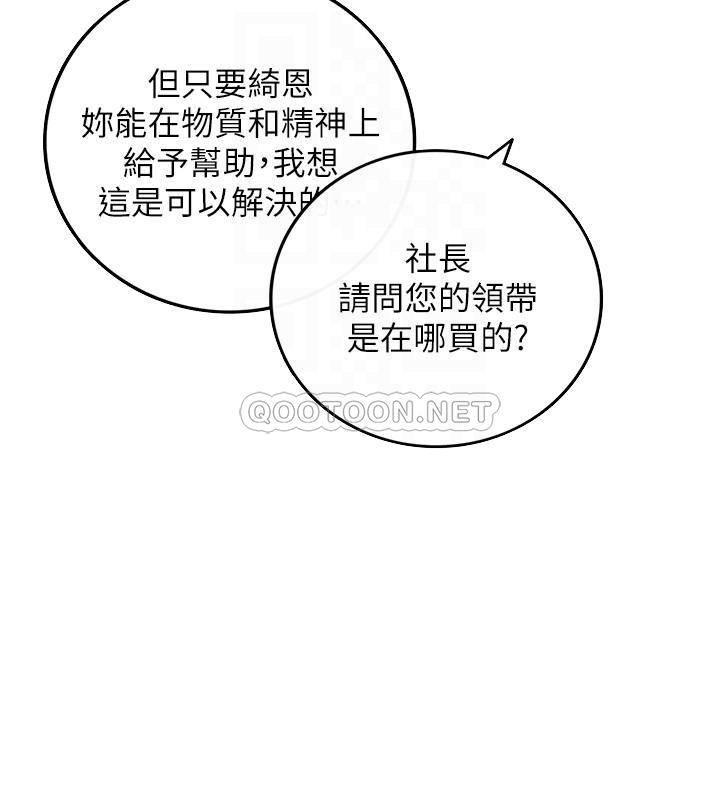 但只要綺恩
妳能在物質和精神上
給予幫助，我想
這是可以解決的…
社長
請問您的領帶
是在哪買的?
QOOTOON.NET